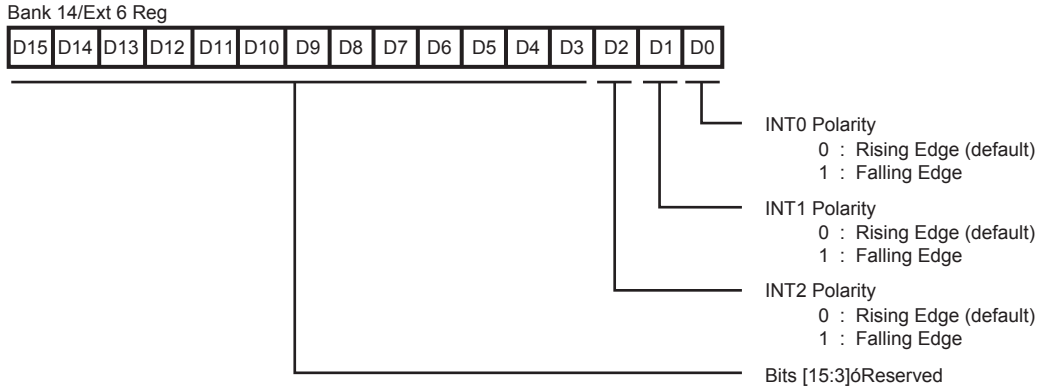 Bank 14/Ext 6 Reg
D15 D14 D13 D12 D11 D10 D9 D8 D7 D6 D5 D4 D3 D2 D1 D0
INT0 Polarity
0 : Rising Edge (default)
1 : Falling Edge
INT1 Polarity
0 : Rising Edge (default)
1 : Falling Edge
INT2 Polarity
0 : Rising Edge (default)
1 : Falling Edge
Bits [15:3]óReserved